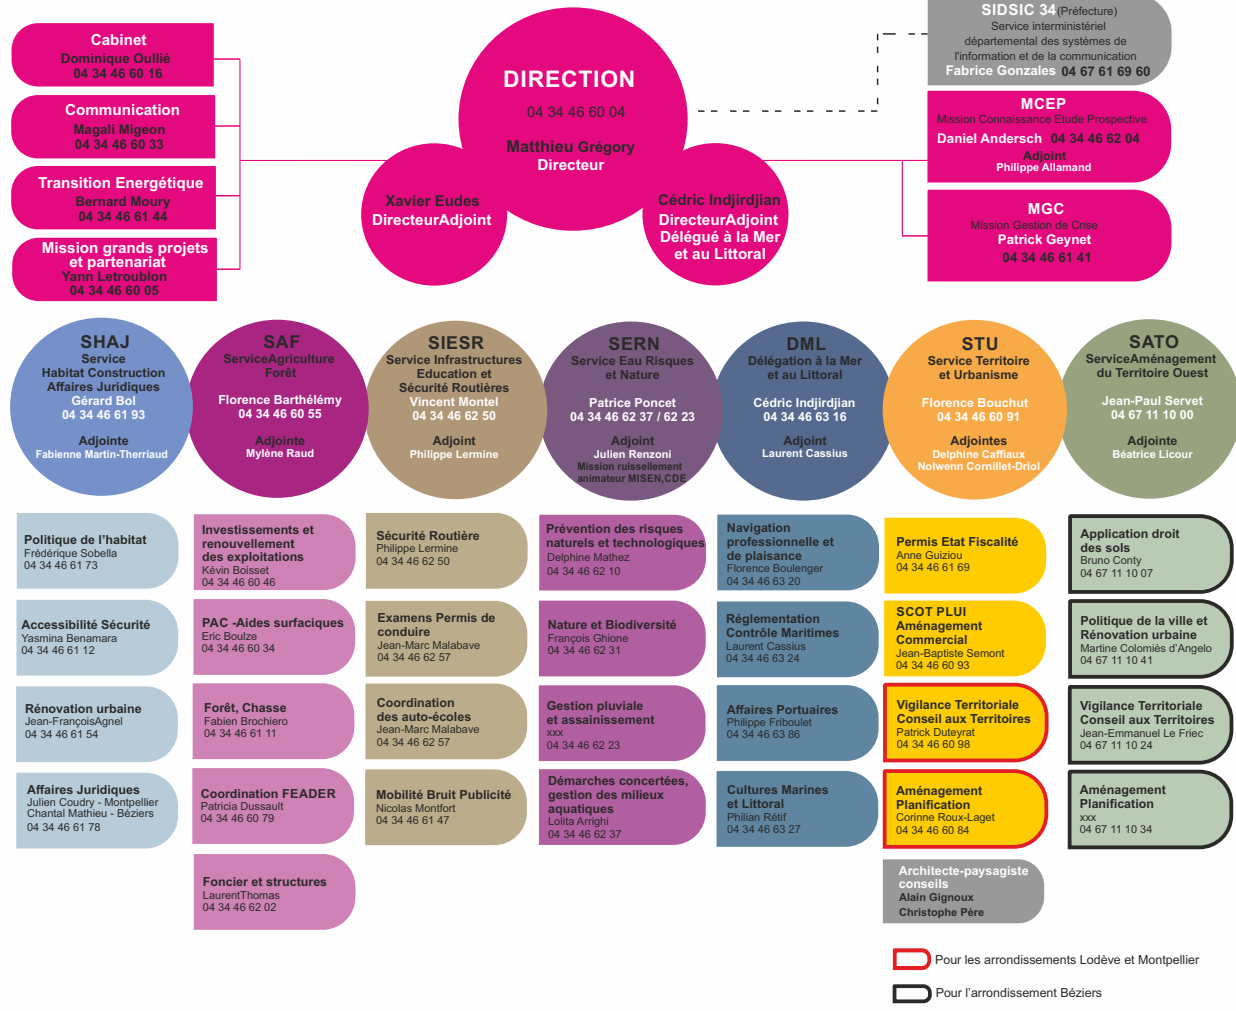 Cabinet
Dominique Oullié
04 34 46 60 16
Communication
Magali Migeon
04 34 46 60 33
Transition Energétique
Bernard Moury
04 34 46 61 44
Mission grands projets
et partenariat
Yann Letroublon
04 34 46 60 05
DIRECTION
04 34 46 60 04
Matthieu Grégory
Directeur
Xavier Eudes
DirecteurAdjoint
Cédric Indjirdjian
DirecteurAdjoint
Délégué à la Mer
et au Littoral
SIDSIC 34(Préfecture)
Service interministériel
départemental des systèmes de
l'information et de la communication
Fabrice Gonzales 04 67 61 69 60
MCEP
Mission Connaissance Etude Prospective
Daniel Andersch 04 34 46 62 04
Adjoint
Philippe Allamand
MGC
Mission Gestion de Crise
Patrick Geynet
04 34 46 61 41
SHAJ
Service
Habitat Construction
Affaires Juridiques
Gérard Bol
04 34 46 61 93
Adjointe
Fabienne Martin-Therriaud
SAF
ServiceAgriculture
Forêt
Florence Barthélémy
04 34 46 60 55
Adjointe
Mylène Raud
SIESR
Service Infrastructures
Education et
Sécurité Routières
Vincent Montel
04 34 46 62 50
Adjoint
Philippe Lermine
SERN
Service Eau Risques
et Nature
Patrice Poncet
04 34 46 62 37 / 62 23
Adjoint
Julien Renzoni
Mission ruissellement
animateur MISEN,CDE
DML
Délégation à la Mer
et au Littoral
Cédric Indjirdjian
04 34 46 63 16
Adjoint
Laurent Cassius
STU
Service Territoire
et Urbanisme
Florence Bouchut
04 34 46 60 91
Adjointes
Delphine Caffiaux
Nolwenn Cornillet-Driol
SATO
ServiceAménagement
du Territoire Ouest
Jean-Paul Servet
04 67 11 10 00
Adjointe
Béatrice Licour
Politique de l'habitat
Frédérique Sobella
04 34 46 61 73
Accessibilité Sécurité
Yasmina Benamara
04 34 46 61 12
Rénovation urbaine
Jean-FrançoisAgnel
04 34 46 61 54
Affaires Juridiques
Julien Coudry - Montpellier
Chantal Mathieu - Béziers
04 34 46 61 78
Investissements et
renouvellement
des exploitations
Kévin Boisset
04 34 46 60 46
PAC -Aides surfaciques
Eric Boulze
04 34 46 60 34
Forêt, Chasse
Fabien Brochiero
04 34 46 61 11
Coordination FEADER
Patricia Dussault
04 34 46 60 79
Foncier et structures
LaurentThomas
04 34 46 62 02
Sécurité Routière
Philippe Lermine
04 34 46 62 50
Examens Permis de
conduire
Jean-Marc Malabave
04 34 46 62 57
Coordination
des auto-écoles
Jean-Marc Malabave
04 34 46 62 57
Mobilité Bruit Publicité
Nicolas Montfort
04 34 46 61 47
Prévention des risques
naturels et technologiques
Delphine Mathez
04 34 46 62 10
Nature et Biodiversité
François Ghione
04 34 46 62 31
Gestion pluviale
et assainissement
xxx
04 34 46 62 23
Démarches concertées,
gestion des milieux
aquatiques
Lolita Arrighi
04 34 46 62 37
Navigation
professionnelle et
de plaisance
Florence Boulenger
04 34 46 63 20
Réglementation
Contrôle Maritimes
Laurent Cassius
04 34 46 63 24
Affaires Portuaires
Philippe Friboulet
04 34 46 63 86
Cultures Marines
et Littoral
Philian Rétif
04 34 46 63 27
Permis Etat Fiscalité
Anne Guiziou
04 34 46 61 69
SCOT PLUI
Aménagement
Commercial
Jean-Baptiste Semont
04 34 46 60 93
Vigilance Territoriale
Conseil aux Territoires
Patrick Duteyrat
04 34 46 60 98
Aménagement
Planification
Corinne Roux-Laget
04 34 46 60 84
Architecte-paysagiste
conseils
Alain Gignoux
Christophe Père
Application droit
des sols
Bruno Conty
04 67 11 10 07
Politique de la ville et
Rénovation urbaine
Martine Colomiès d'Angelo
04 67 11 10 41
Vigilance Territoriale
Conseil aux Territoires
Jean-Emmanuel Le Friec
04 67 11 10 24
Aménagement
Planification
xxx
04 67 11 10 34
Pour les arrondissements Lodève et Montpellier
Pour l'arrondissement Béziers